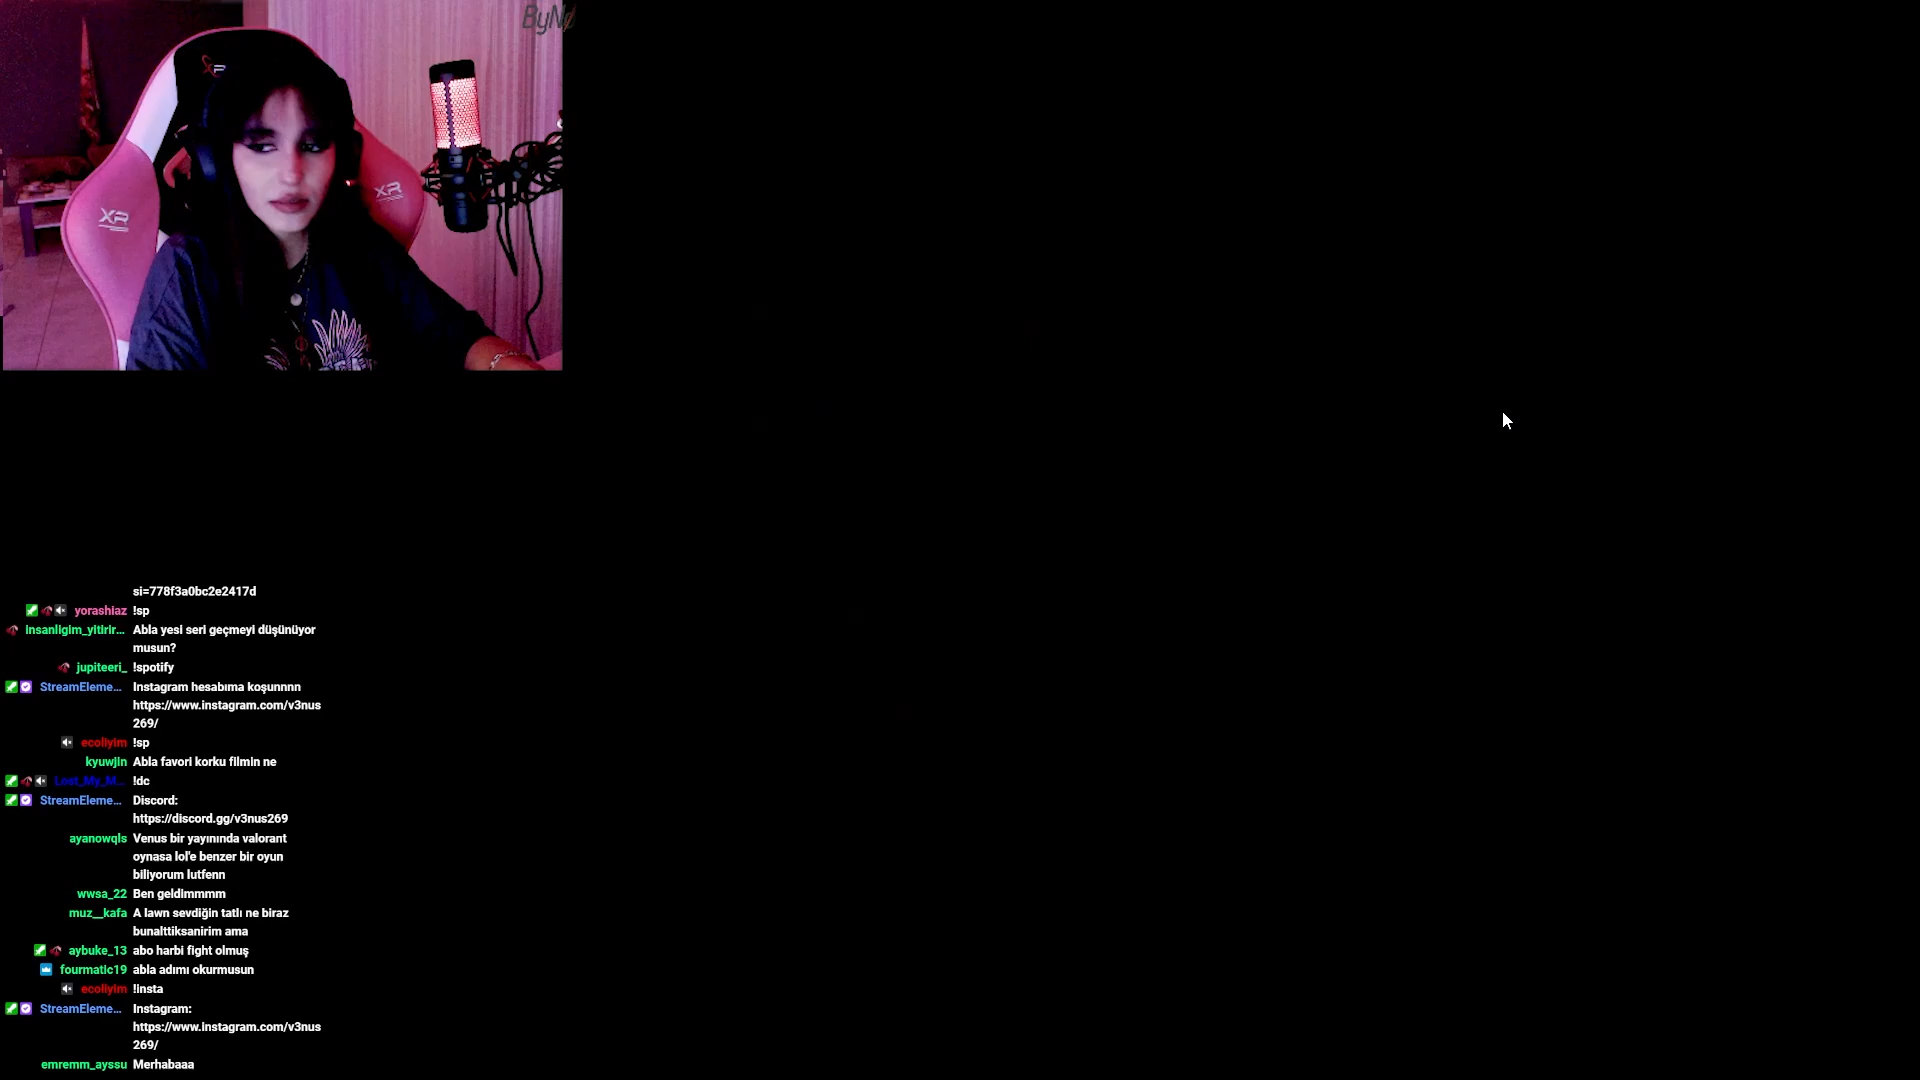 ByN
XR
XR
si=778f3a0bc2e2417d
yorashiaz !sp
insanligim_yitirir... Abla yesi seri geçmeyi düşünüyor
musun?
jupiteeri_ !spotify
StreamEleme... Instagram hesabıma koşunnnn
https://www.instagram.com/v3nus
269/
ecoliyim !sp
kyuwjin Abla favori korku filmin ne
Lost_My_M... !dc
StreamEleme... Discord:
https://discord.gg/v3nus269
ayanowqls Venus bir yayınında valorant
oynasa lol'e benzer bir oyun
biliyorum lutfenn
wwsa_22 Ben geldimmmm
muz__kafa A lawn sevdiğin tatlı ne biraz
bunalttiksanirim ama
aybuke_13 abo harbi fight olmuş
fourmatic19 abla adımı okurmusun
ecoliyim !insta
StreamEleme... Instagram:
https://www.instagram.com/v3nus
269/
emremm_ayssu Merhabaaa